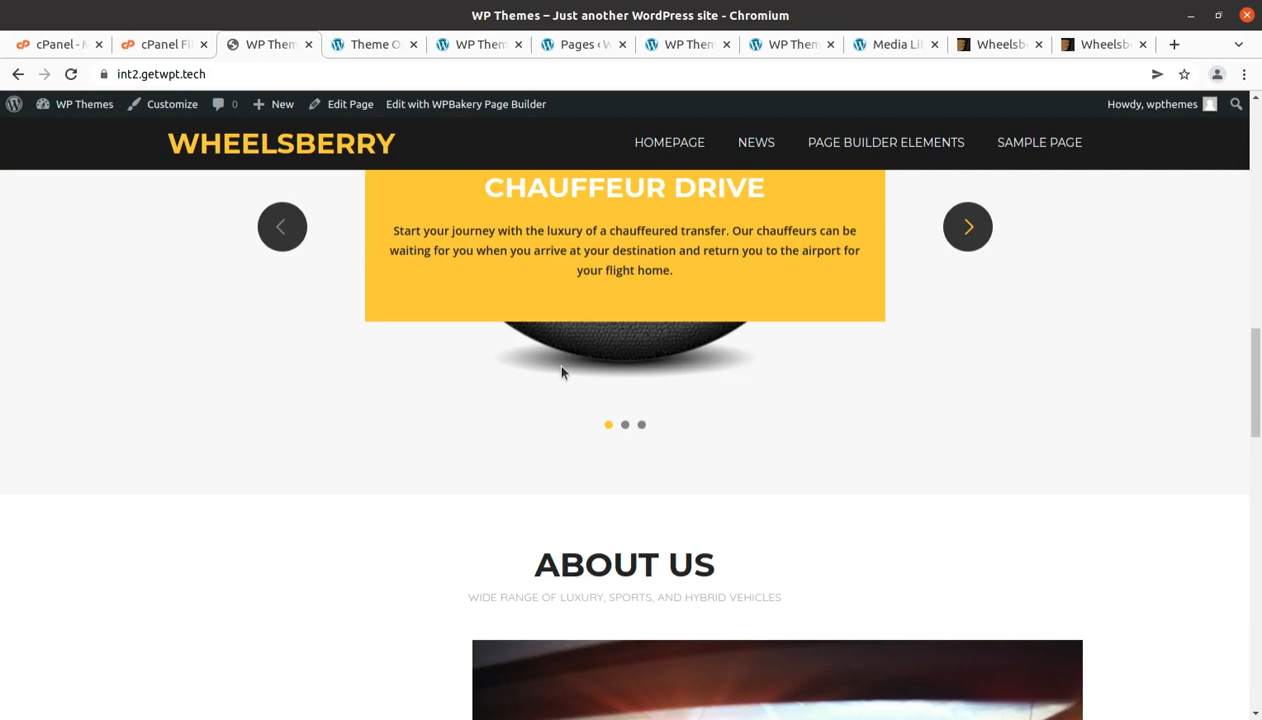 WP Themes – Just another WordPress site - Chromium
cPanel - M
cPanel Fi
WP Them
Theme O
WP Them
Pages ‹ W
WP Them
WP Them
Media Li
Wheelsb
Wheelsb
int2.getwpt.tech
WP Themes Customize 0 New Edit Page Edit with WPBakery Page Builder Howdy, wpthemes
WHEELSBERRY HOMEPAGE NEWS PAGE BUILDER ELEMENTS SAMPLE PAGE
CHAUFFEUR DRIVE
Start your journey with the luxury of a chauffeured transfer. Our chauffeurs can be
waiting for you when you arrive at your destination and return you to the airport for
your flight home.
ABOUT US
WIDE RANGE OF LUXURY, SPORTS, AND HYBRID VEHICLES